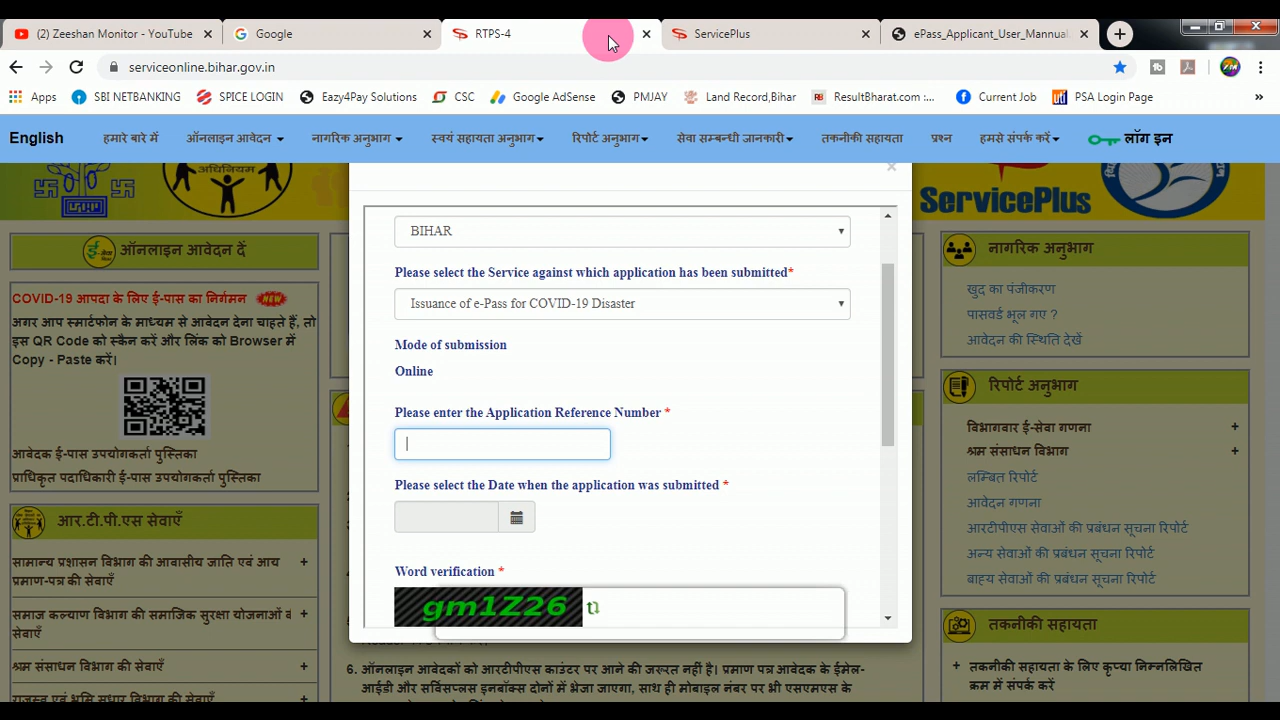 (2) Zeeshan Monitor - YouTube
Google
RTPS-4
ServicePlus
ePass_Applicant_User_Mannual
serviceonline.bihar.gov.in
Apps
SBI NETBANKING
SPICE LOGIN
Eazy4Pay Solutions
CSC
Google AdSense
PMJAY
Land Record,Bihar
ResultBharat.com :...
Current Job
PSA Login Page
»
English
हमारे बारे में
ऑनलाइन आवेदन
नागरिक अनुभाग
स्वयं सहायता अनुभाग
रिपोर्ट अनुभाग
सेवा सम्बन्धी जानकारी
तकनीकी सहायता
प्रश्न
हमसे संपर्क करें
लॉग इन
अधिनियम
ServicePlus
ऑनलाइन आवेदन दें
COVID-19 आपदा के लिए ई-पास का निर्गमन NEW
अगर आप स्मार्टफोन के माध्यम से आवेदन देना चाहते हैं, तो
इस QR Code को स्कैन करें और लिंक को Browser में
Copy - Paste करें।
आवेदक ई-पास उपयोगकर्ता पुस्तिका
प्राधिकृत पदाधिकारी ई-पास उपयोगकर्ता पुस्तिका
आर.टी.पी.एस सेवाएँ
सामान्य प्रशासन विभाग की आवासीय जाति एवं आय +
प्रमाण-पत्र की सेवाएँ
समाज कल्याण विभाग की सामाजिक सुरक्षा योजनाओं +
सेवाएँ
श्रम संसाधन विभाग की सेवाएँ +
राजस्व एवं भूमि सुधार विभाग की सेवाएँ +
BIHAR
Please select the Service against which application has been submitted*
Issuance of e-Pass for COVID-19 Disaster
Mode of submission
Online
Please enter the Application Reference Number *
Please select the Date when the application was submitted *
Word verification *
gm1Z26
6. ऑनलाइन आवेदकों को आरटीपीएस काउंटर पर आने की जरूरत नहीं है। प्रमाण पत्र आवेदक के ईमेल-
आईडी और सर्विसप्लस इनबॉक्स दोनों में भेजा जाएगा, साथ ही मोबाइल नंबर पर भी एसएमएस के
नागरिक अनुभाग
खुद का पंजीकरण
पासवर्ड भूल गए ?
आवेदन की स्थिति देखें
रिपोर्ट अनुभाग
विभागवार ई-सेवा गणना +
श्रम संसाधन विभाग +
लम्बित रिपोर्ट
आवेदन गणना
आरटीपीएस सेवाओं की प्रबंधन सूचना रिपोर्ट
अन्य सेवाओं की प्रबंधन सूचना रिपोर्ट
बाह्य सेवाओं की प्रबंधन सूचना रिपोर्ट
तकनीकी सहायता
+ तकनीकी सहायता के लिए कृप्या निम्नलिखित
क्रम में संपर्क करें